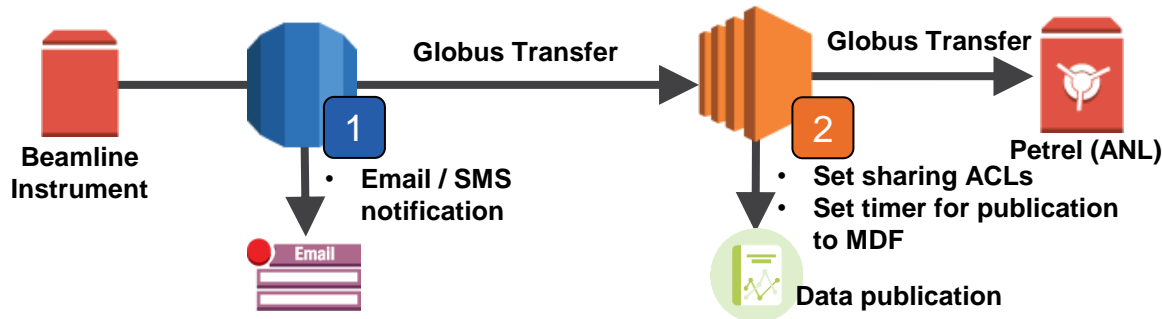 Globus Transfer
Globus Transfer
1
2
Beamline
Instrument
Petrel (ANL)
• Email / SMS
notification
• Set sharing ACLs
• Set timer for publication
to MDF
Email
Data publication